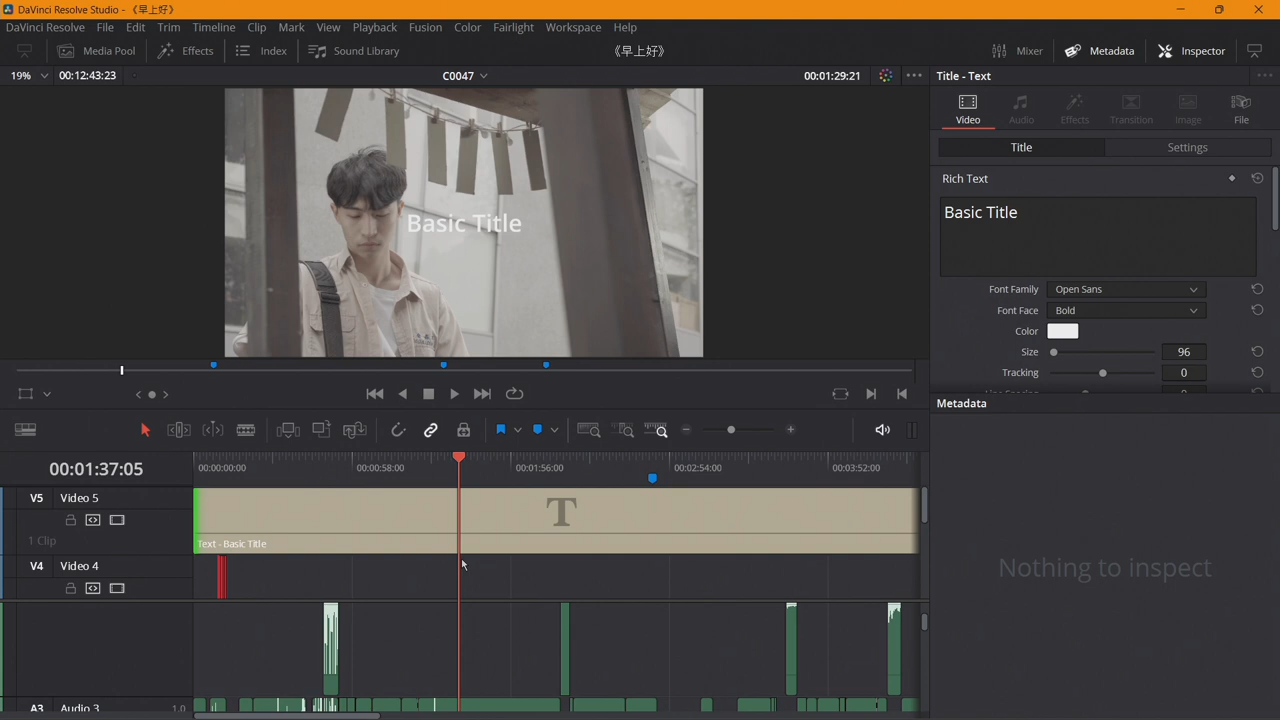 DaVinci Resolve Studio - 《早上好》
DaVinci Resolve File Edit Trim Timeline Clip Mark View Playback Fusion Color Fairlight Workspace Help
Media Pool Effects Index Sound Library 《早上好》 Mixer Metadata Inspector
19% 00:12:43:23 C0047 00:01:29:21 Title - Text
Video Audio Effects Transition Image File
Title Settings
Rich Text
Basic Title
Basic Title
Font Family Open Sans
Font Face Bold
Color
Size 96
Tracking 0
Metadata
00:01:37:05 00:00:00:00 00:00:58:00 00:01:56:00 00:02:54:00 00:03:52:00
V5 Video 5
1 Clip
T
Text - Basic Title
V4 Video 4
Nothing to inspect
A3 Audio 3 1.0